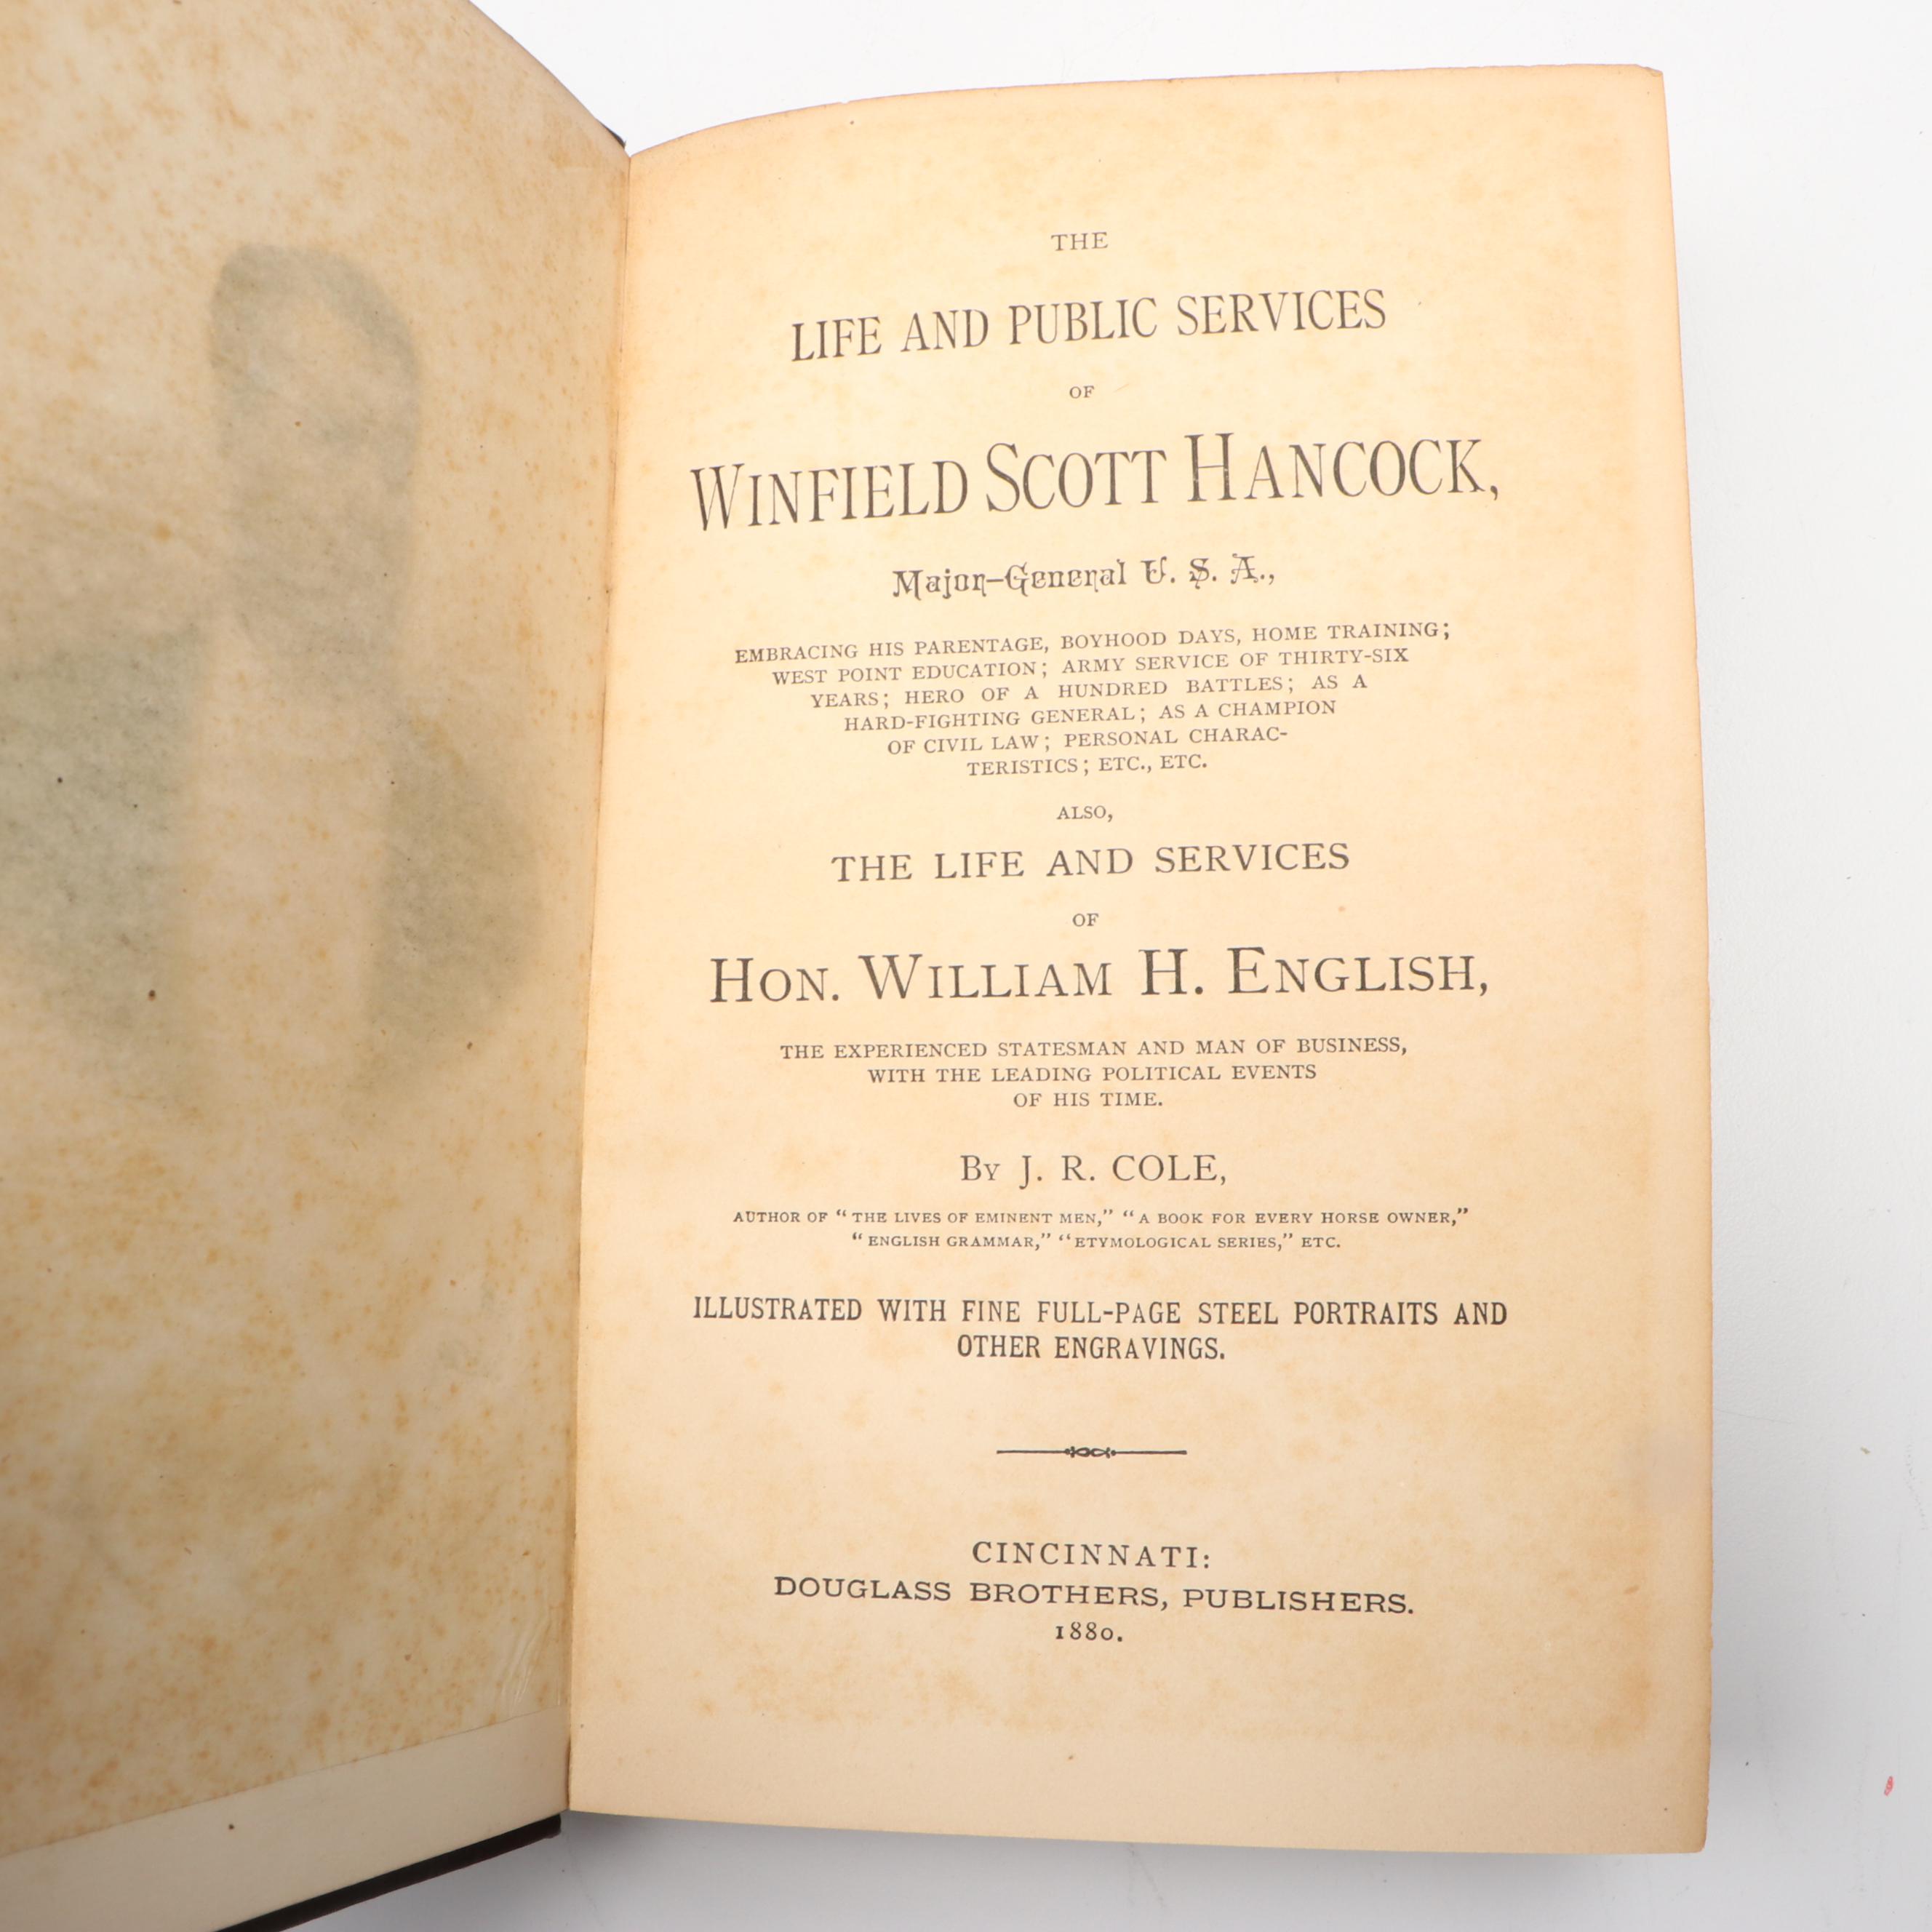 THE
LIFE AND PUBLIC SERVICES
OF
WINFIELD SCOTT HANCOCK,
Major-General U. S. A.,
EMBRACING HIS PARENTAGE, BOYHOOD DAYS, HOME TRAINING;
WEST POINT EDUCATION; ARMY SERVICE OF THIRTY-SIX
YEARS; HERO OF A HUNDRED BATTLES; AS A
HARD-FIGHTING GENERAL; AS A CHAMPION
OF CIVIL LAW; PERSONAL CHARAC-
TERISTICS; ETC., ETC.
ALSO,
THE LIFE AND SERVICES
OF
HON. WILLIAM H. ENGLISH,
THE EXPERIENCED STATESMAN AND MAN OF BUSINESS,
WITH THE LEADING POLITICAL EVENTS
OF HIS TIME.
BY J. R. COLE,
AUTHOR OF "THE LIVES OF EMINENT MEN," "A BOOK FOR EVERY HORSE OWNER,"
"ENGLISH GRAMMAR," "ETYMOLOGICAL SERIES," ETC.
ILLUSTRATED WITH FINE FULL-PAGE STEEL PORTRAITS AND
OTHER ENGRAVINGS.
CINCINNATI:
DOUGLASS BROTHERS, PUBLISHERS.
1880.